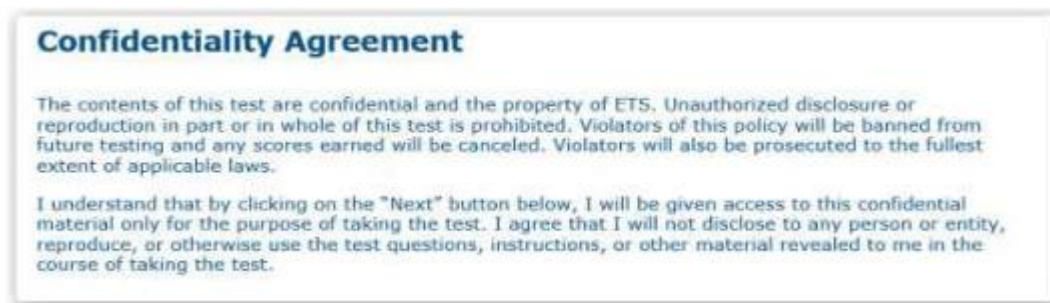 Confidentiality Agreement
The contents of this test are confidential and the property of ETS. Unauthorized disclosure or
reproduction in part or in whole of this test is prohibited. Violators of this policy will be banned from
future testing and any scores earned will be canceled. Violators will also be prosecuted to the fullest
extent of applicable laws.
I understand that by clicking on the "Next" button below, I will be given access to this confidential
material only for the purpose of taking the test. I agree that I will not disclose to any person or entity,
reproduce, or otherwise use the test questions, instructions, or other material revealed to me in the
course of taking the test.